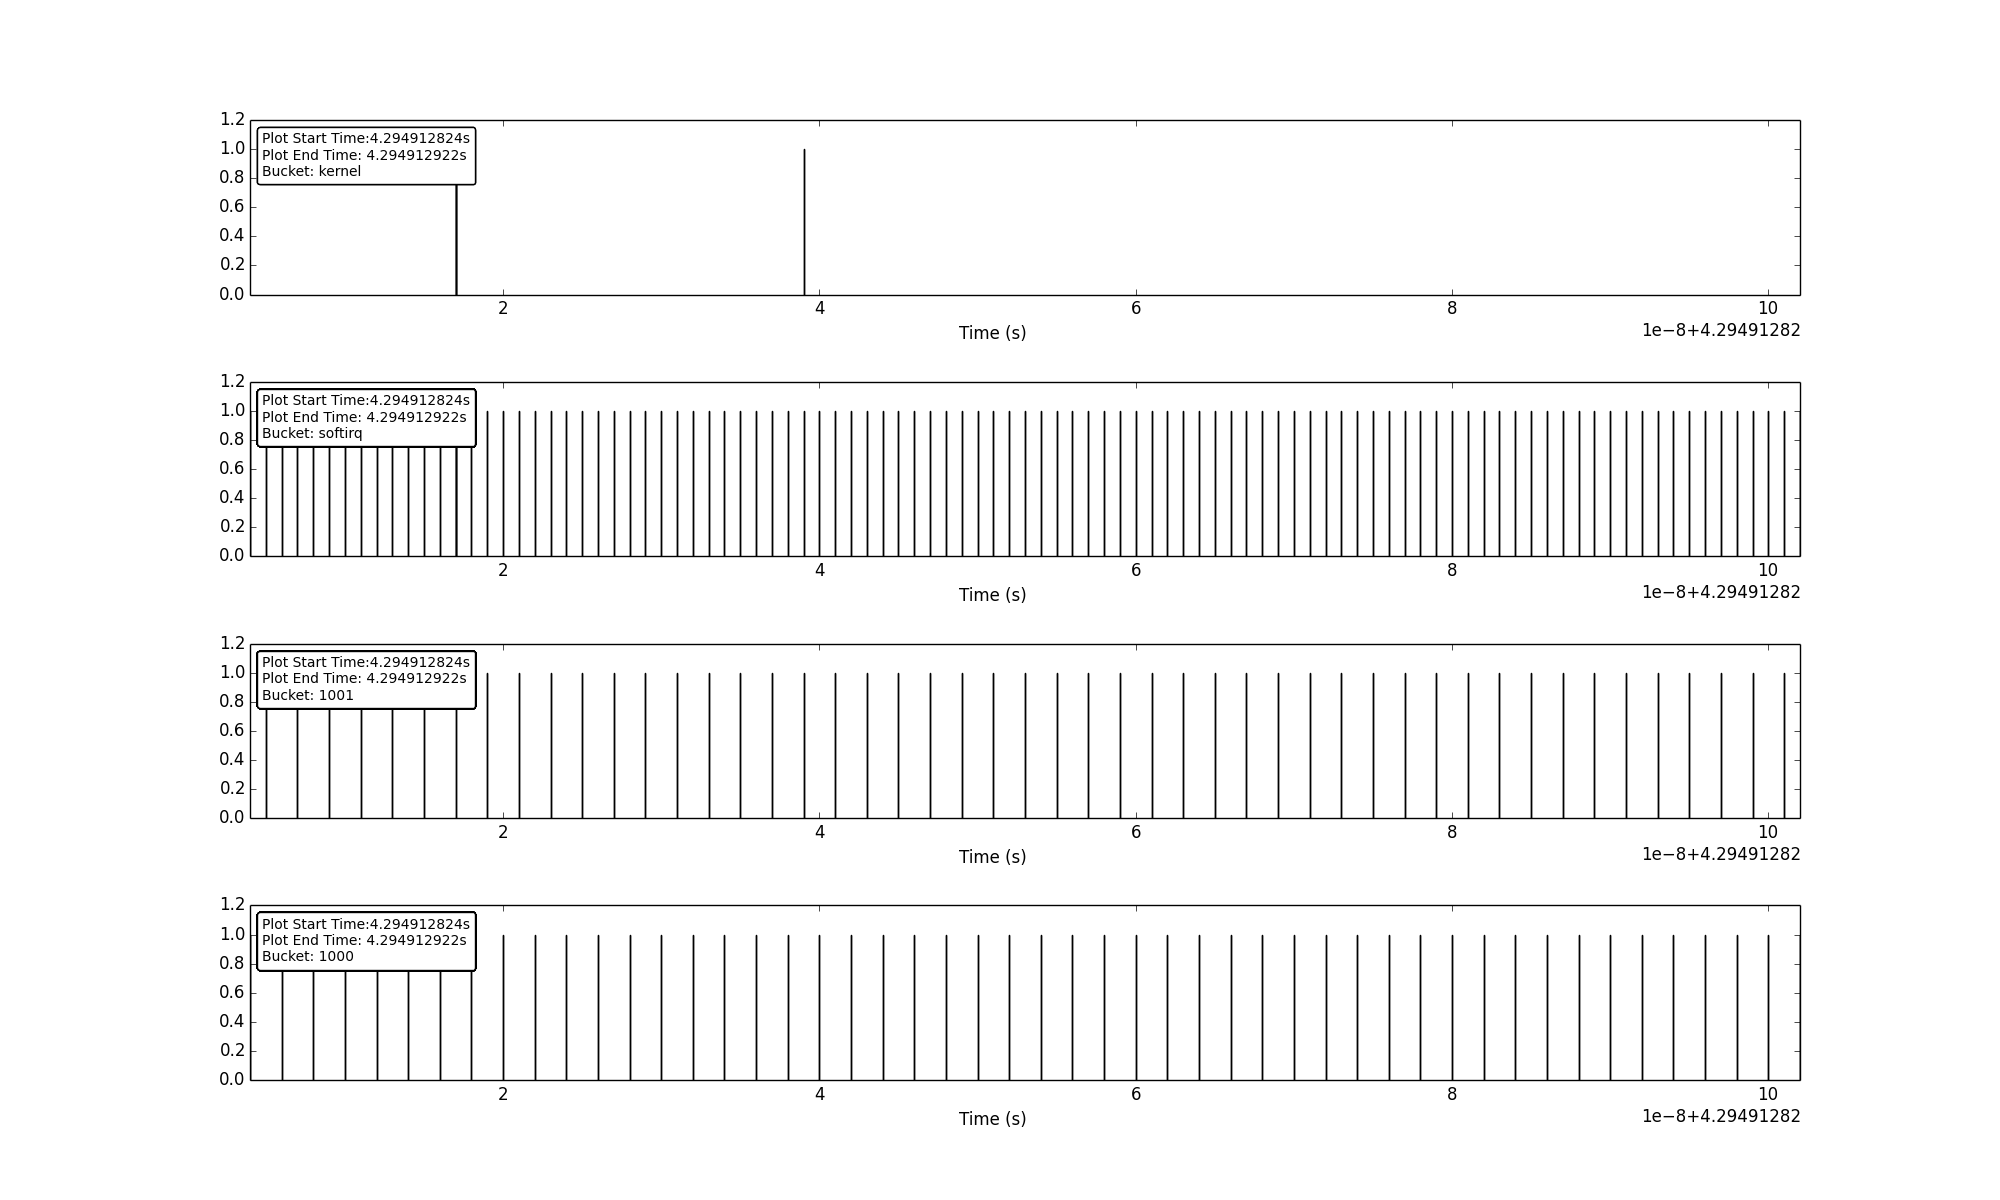 1.2
1.0
0.8
0.6
0.4
0.2
0.0
Plot Start Time:4.294912824s
Plot End Time: 4.294912922s
Bucket: kernel
2 4 6 8 10
Time (s)
1e−8+4.29491282
1.2
1.0
0.8
0.6
0.4
0.2
0.0
Plot Start Time:4.294912824s
Plot End Time: 4.294912922s
Bucket: softirq
2 4 6 8 10
Time (s)
1e−8+4.29491282
1.2
1.0
0.8
0.6
0.4
0.2
0.0
Plot Start Time:4.294912824s
Plot End Time: 4.294912922s
Bucket: 1001
2 4 6 8 10
Time (s)
1e−8+4.29491282
1.2
1.0
0.8
0.6
0.4
0.2
0.0
Plot Start Time:4.294912824s
Plot End Time: 4.294912922s
Bucket: 1000
2 4 6 8 10
Time (s)
1e−8+4.29491282